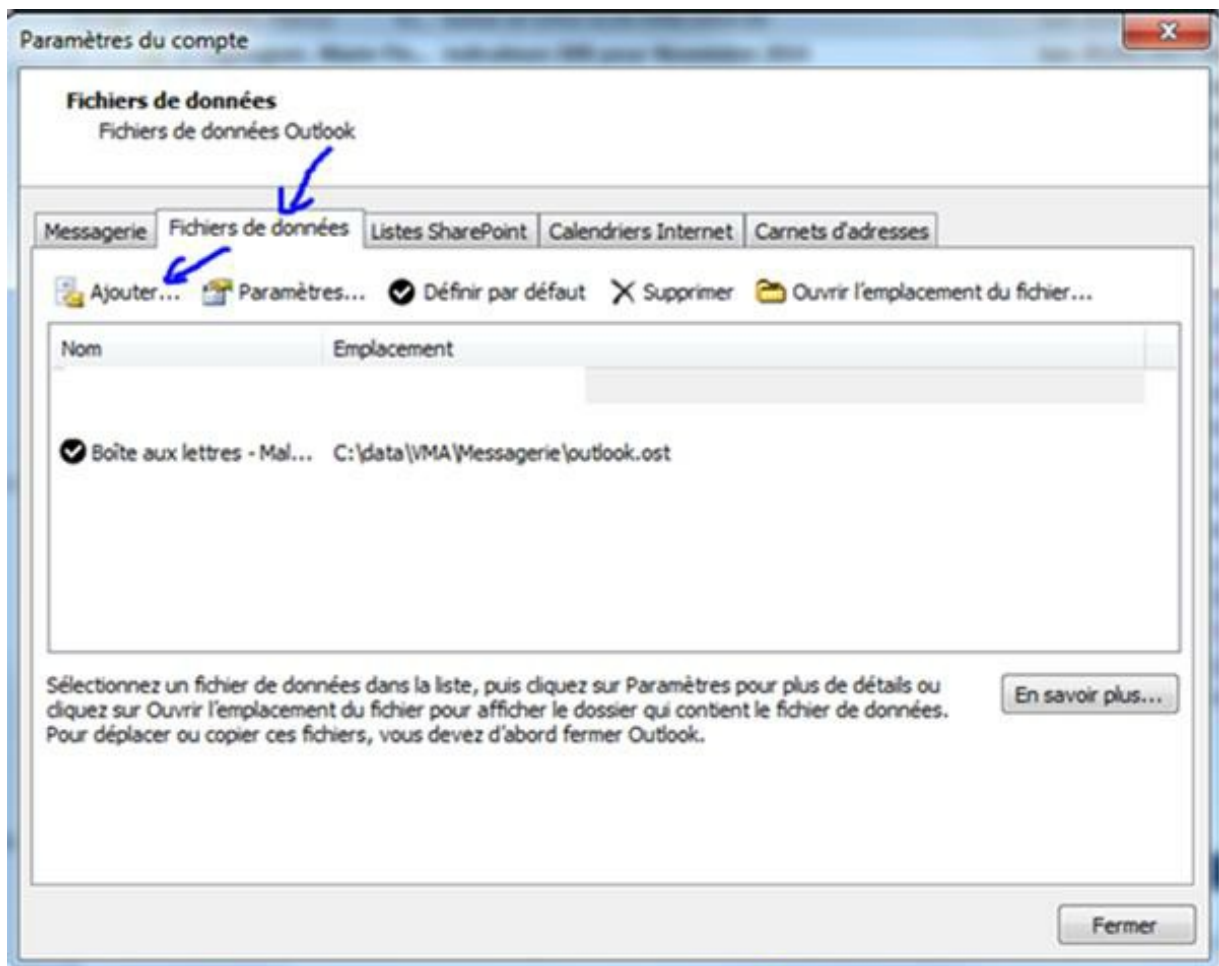 Paramètres du compte
Fichiers de données
Fichiers de données Outlook
Messagerie Fichiers de données Listes SharePoint Calendriers Internet Carnets d'adresses
Ajouter... Paramètres... Définir par défaut Supprimer Ouvrir l'emplacement du fichier...
Nom Emplacement
Boîte aux lettres - Mal... C:\data\VMA\Messagerie\outlook.ost
Sélectionnez un fichier de données dans la liste, puis cliquez sur Paramètres pour plus de détails ou
cliquez sur Ouvrir l'emplacement du fichier pour afficher le dossier qui contient le fichier de données.
Pour déplacer ou copier ces fichiers, vous devez d'abord fermer Outlook.
En savoir plus...
Fermer